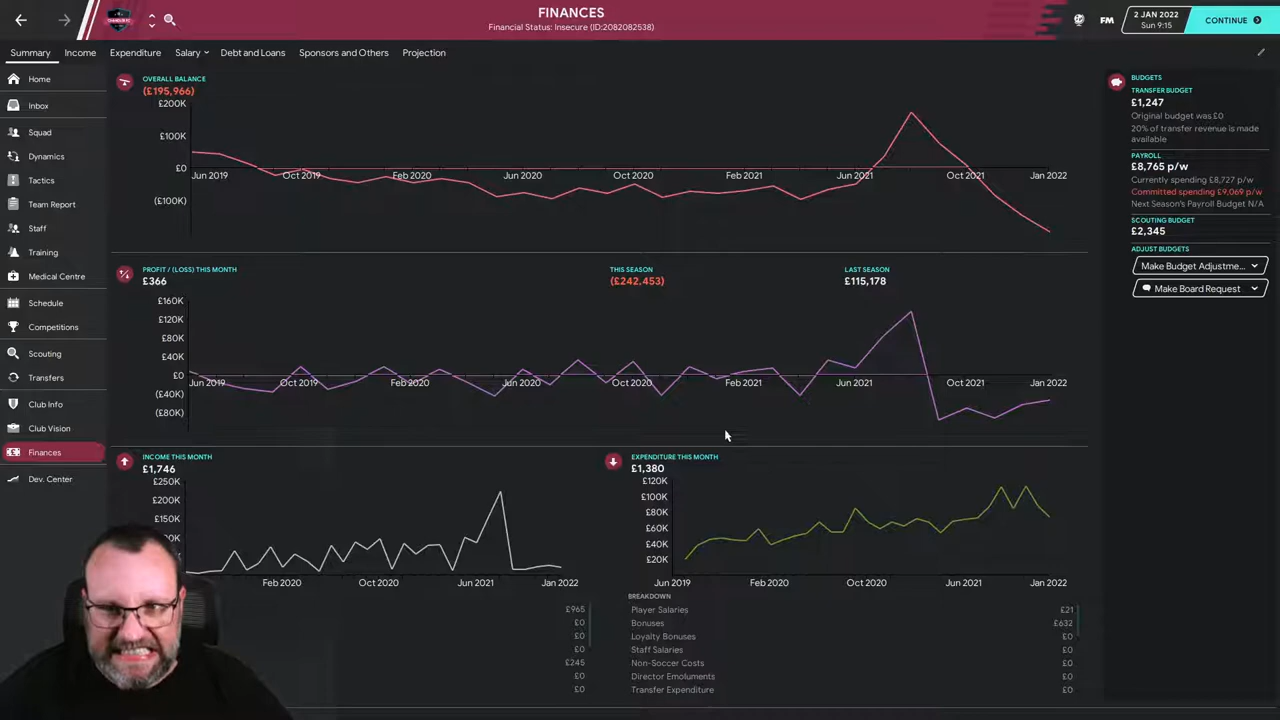 FINANCES
Financial Status: Insecure (ID:2082082538)
FM
2 JAN 2022
Sun 9:15
CONTINUE
Summary
Income
Expenditure
Salary
Debt and Loans
Sponsors and Others
Projection
Home
Inbox
Squad
Dynamics
Tactics
Team Report
Staff
Training
Medical Centre
Schedule
Competitions
Scouting
Transfers
Club Info
Club Vision
Finances
Dev. Center
OVERALL BALANCE
(£195,966)
£200K
£100K
£0
(£100K)
Jun 2019
Oct 2019
Feb 2020
Jun 2020
Oct 2020
Feb 2021
Jun 2021
Oct 2021
Jan 2022
PROFIT / (LOSS) THIS MONTH
£366
THIS SEASON
(£242,453)
LAST SEASON
£115,178
£160K
£120K
£80K
£40K
£0
(£40K)
(£80K)
Jun 2019
Oct 2019
Feb 2020
Jun 2020
Oct 2020
Feb 2021
Jun 2021
Oct 2021
Jan 2022
INCOME THIS MONTH
£1,746
£250K
£200K
£150K
Feb 2020
Oct 2020
Jun 2021
Jan 2022
£965
£0
£0
£0
£245
£0
£0
EXPENDITURE THIS MONTH
£1,380
£120K
£100K
£80K
£60K
£40K
£20K
Jun 2019
Feb 2020
Oct 2020
Jun 2021
Jan 2022
BREAKDOWN
Player Salaries £21
Bonuses £632
Loyalty Bonuses £0
Staff Salaries £0
Non-Soccer Costs £0
Director Emoluments £0
Transfer Expenditure £0
BUDGETS
TRANSFER BUDGET
£1,247
Original budget was £0
20% of transfer revenue is made
available
PAYROLL
£8,765 p/w
Currently spending £8,727 p/w
Committed spending £9,069 p/w
Next Season's Payroll Budget N/A
SCOUTING BUDGET
£2,345
ADJUST BUDGETS
Make Budget Adjustme...
Make Board Request